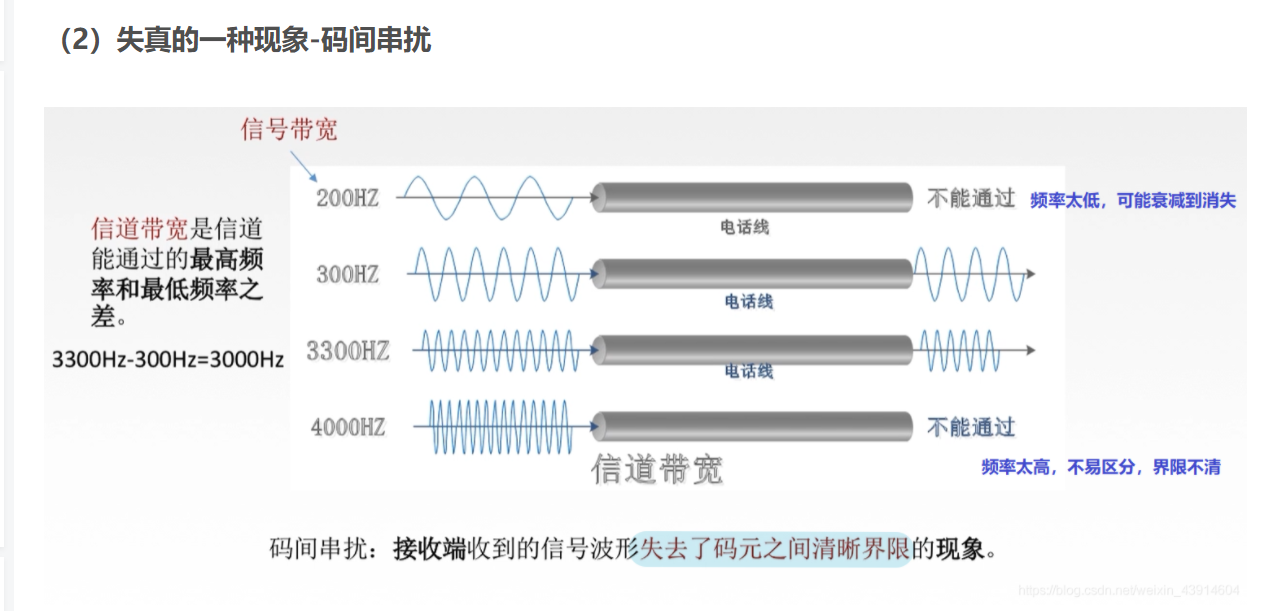 （2）失真的一种现象-码间串扰
信号带宽
200HZ
不能通过
频率太低，可能衰减到消失
电话线
信道带宽是信道
能通过的最高频
率和最低频率之
差。
3300Hz-300Hz=3000Hz
300HZ
电话线
3300HZ
电话线
4000HZ
不能通过
信道带宽
频率太高，不易区分，界限不清
码间串扰：接收端收到的信号波形失去了码元之间清晰界限的现象。
https://blog.csdn.net/weixin_43914604